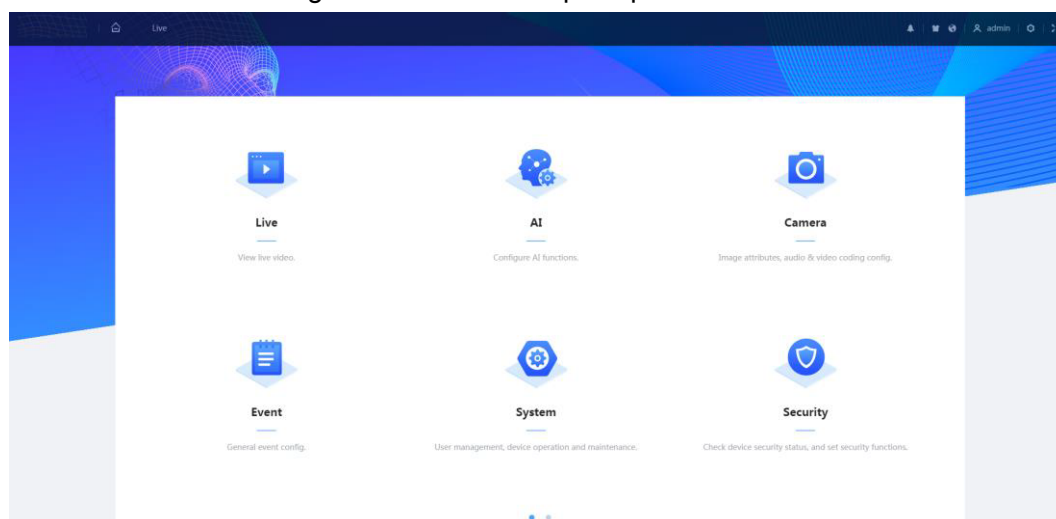 Live
admin
Live
AI
Camera
View live video.
Configure AI functions.
Image attributes, audio & video coding config.
Event
System
Security
General event config.
User management, device operation and maintenance.
Check device security status, and set security functions.